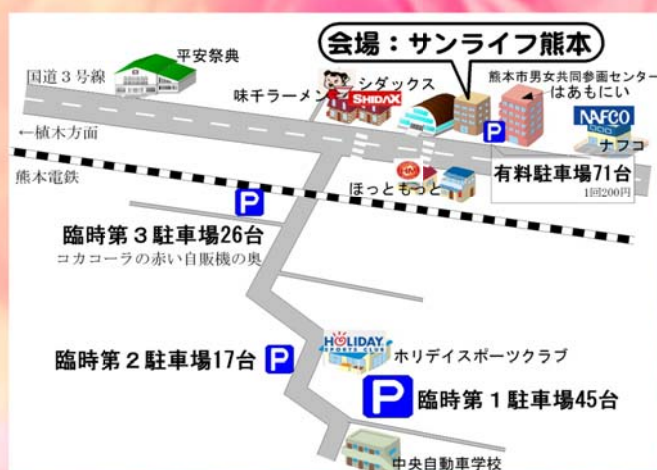 会場：サンライフ熊本
平安祭典
国道３号線
味千ラーメン
シダックス
SHIDAX
熊本市男女共同参画センター
はあもにい
P
NAFCO
ナフコ
←植木方面
熊本電鉄
ほっともっと
有料駐車場71台
1回200円
P
臨時第３駐車場26台
コカコーラの赤い自販機の奥
HOLIDAY
SPORTS CLUB
ホリデイスポーツクラブ
臨時第２駐車場17台
P
P
臨時第１駐車場45台
中央自動車学校